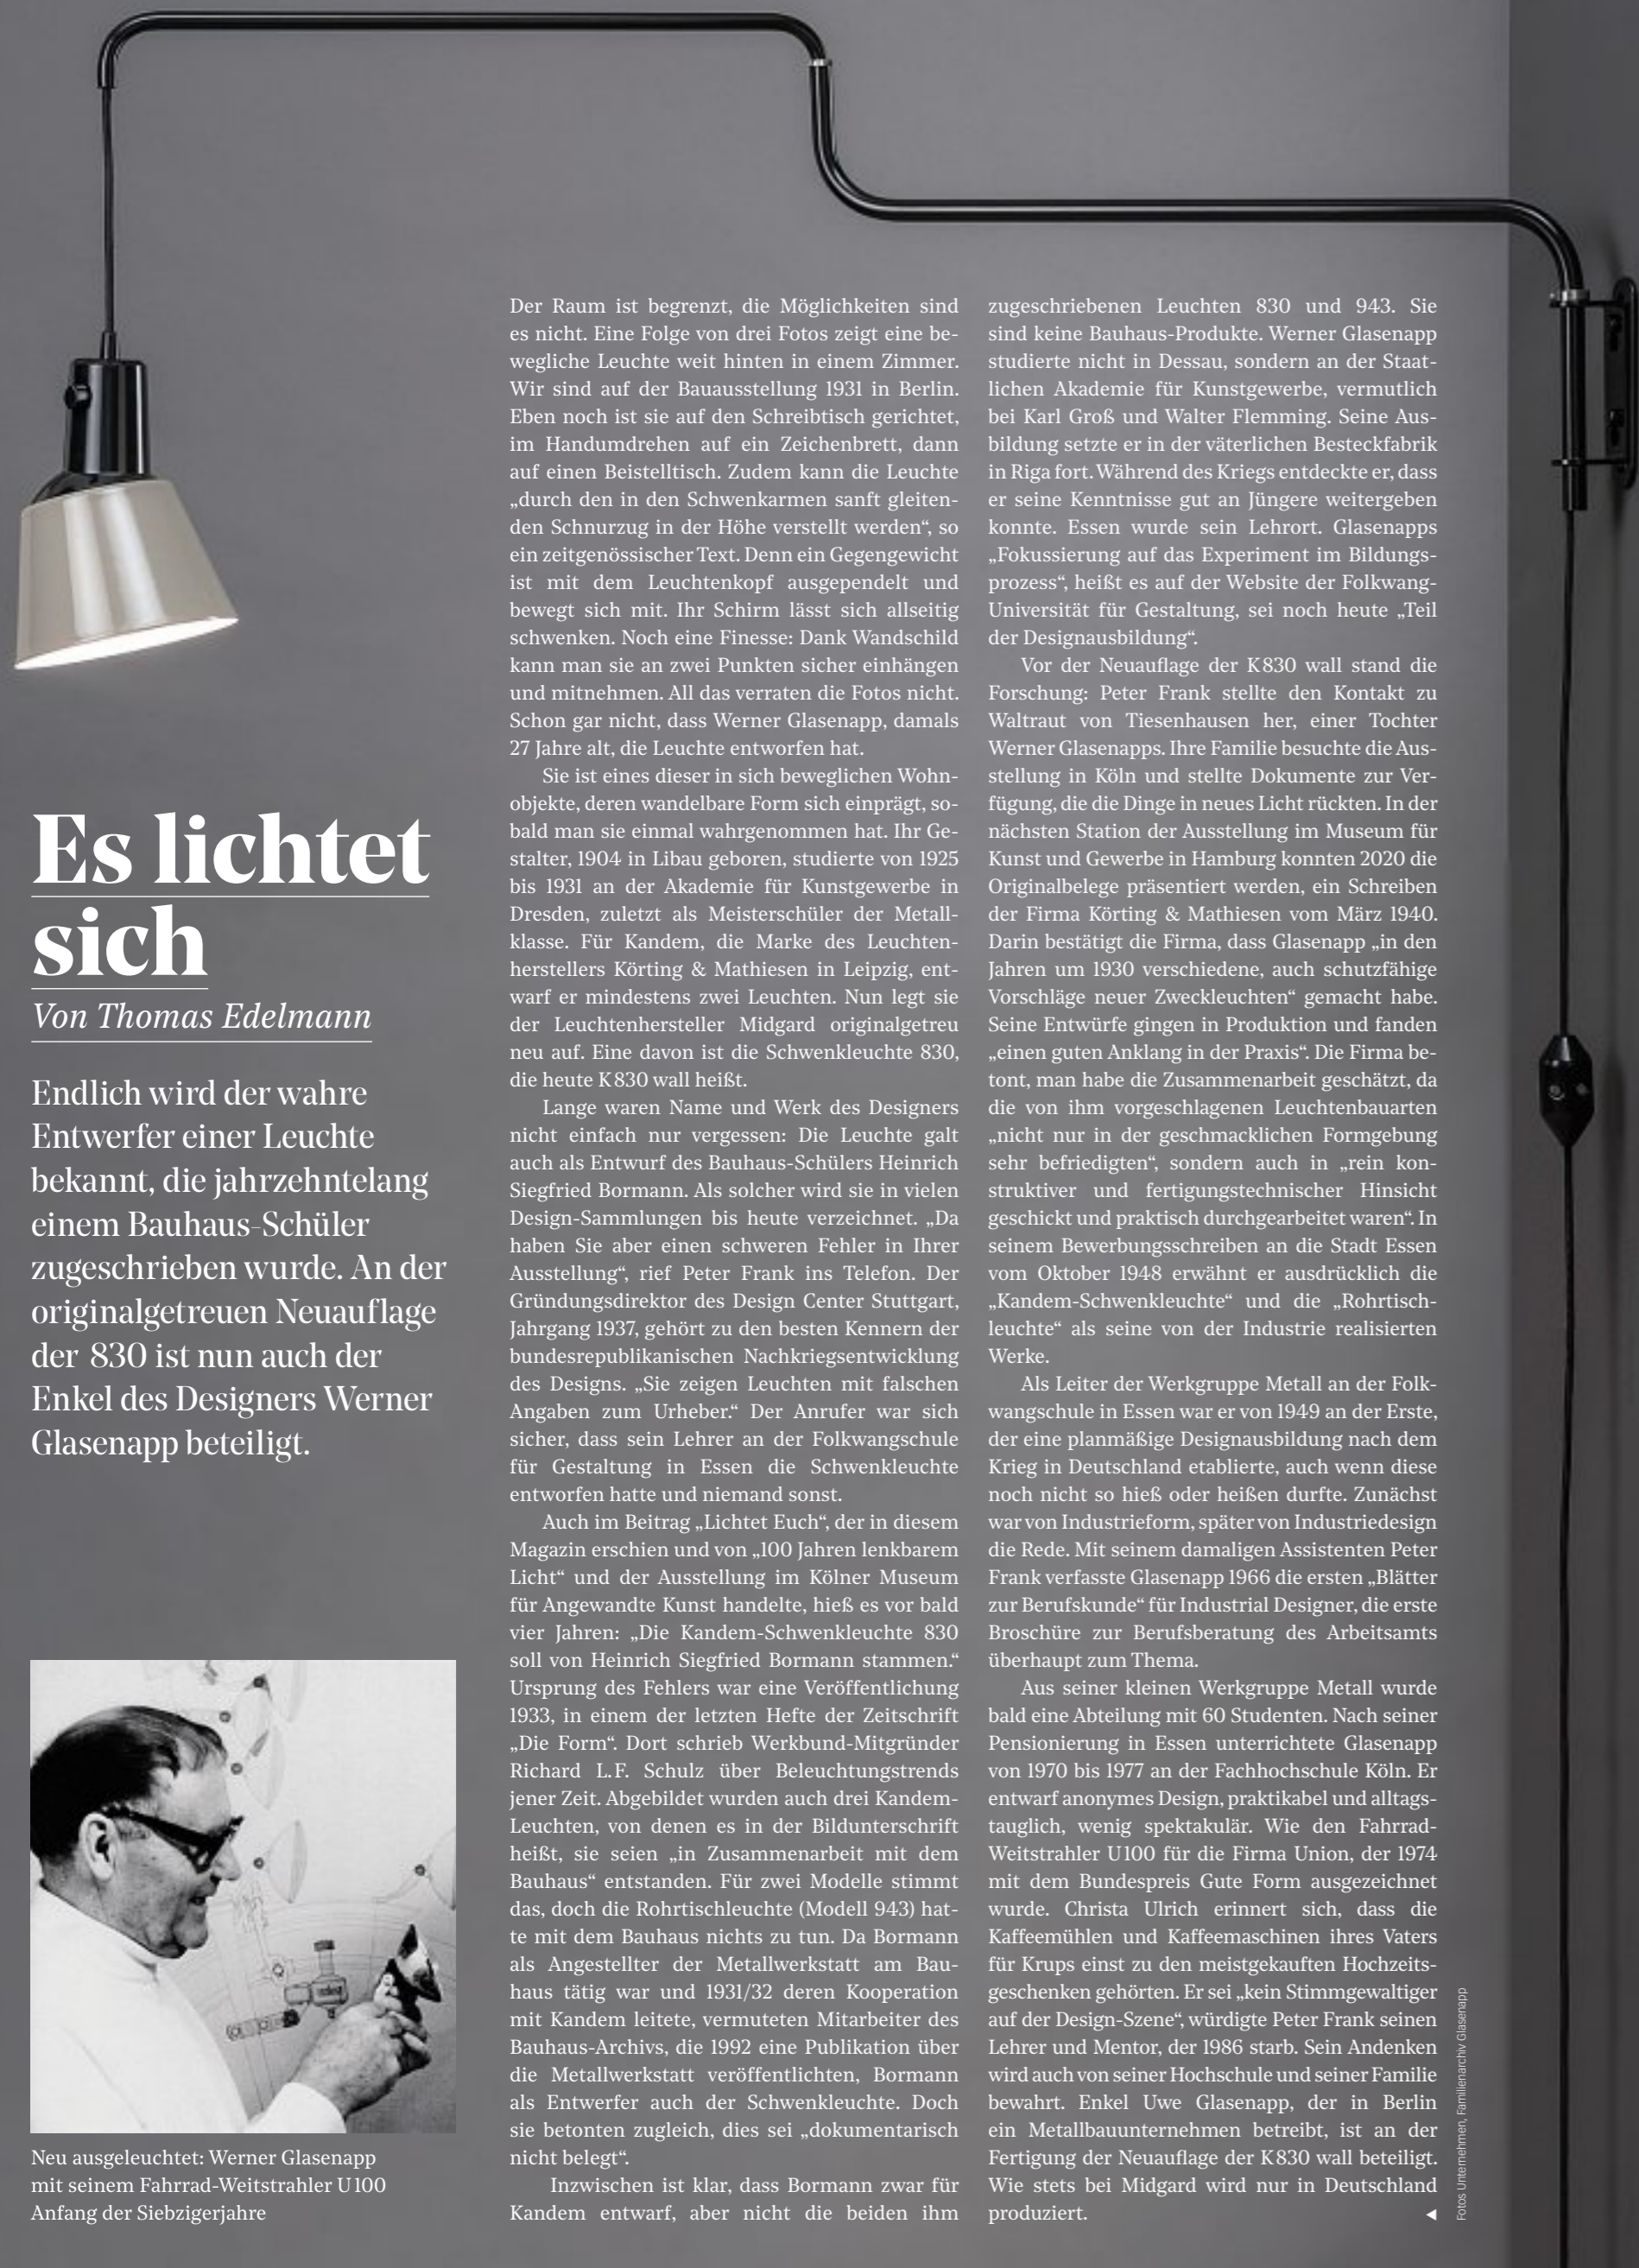 Es lichtet
sich
Von Thomas Edelmann
Endlich wird der wahre
Entwerfer einer Leuchte
bekannt, die jahrzehntelang
einem Bauhaus-Schüler
zugeschrieben wurde. An der
originalgetreuen Neuauflage
der 830 ist nun auch der
Enkel des Designers Werner
Glasenapp beteiligt.
Neu ausgeleuchtet: Werner Glasenapp
mit seinem Fahrrad-Weitstrahler U100
Anfang der Siebzigerjahre
Der Raum ist begrenzt, die Möglichkeiten sind
es nicht. Eine Folge von drei Fotos zeigt eine be-
wegliche Leuchte weit hinten in einem Zimmer.
Wir sind auf der Bauausstellung 1931 in Berlin.
Eben noch ist sie auf den Schreibtisch gerichtet,
im Handumdrehen auf ein Zeichenbrett, dann
auf einen Beistelltisch. Zudem kann die Leuchte
„durch den in den Schwenkarmen sanft gleiten-
den Schnurzug in der Höhe verstellt werden“, so
ein zeitgenössischer Text. Denn ein Gegengewicht
ist mit dem Leuchtenkopf ausgependelt und
bewegt sich mit. Ihr Schirm lässt sich allseitig
schwenken. Noch eine Finesse: Dank Wandschild
kann man sie an zwei Punkten sicher einhängen
und mitnehmen. All das verraten die Fotos nicht.
Schon gar nicht, dass Werner Glasenapp, damals
27 Jahre alt, die Leuchte entworfen hat.
Sie ist eines dieser in sich beweglichen Wohn-
objekte, deren wandelbare Form sich einprägt, so-
bald man sie einmal wahrgenommen hat. Ihr Ge-
stalter, 1904 in Libau geboren, studierte von 1925
bis 1931 an der Akademie für Kunstgewerbe in
Dresden, zuletzt als Meisterschüler der Metall-
klasse. Für Kandem, die Marke des Leuchten-
herstellers Körting & Mathiesen in Leipzig, ent-
warf er mindestens zwei Leuchten. Nun legt sie
der Leuchtenhersteller Midgard originalgetreu
neu auf. Eine davon ist die Schwenkleuchte 830,
die heute K830 wall heißt.
Lange waren Name und Werk des Designers
nicht einfach nur vergessen: Die Leuchte galt
auch als Entwurf des Bauhaus-Schülers Heinrich
Siegfried Bormann. Als solcher wird sie in vielen
Design-Sammlungen bis heute verzeichnet. „Da
haben Sie aber einen schweren Fehler in Ihrer
Ausstellung“, rief Peter Frank ins Telefon. Der
Gründungsdirektor des Design Center Stuttgart,
Jahrgang 1937, gehört zu den besten Kennern der
bundesrepublikanischen Nachkriegsentwicklung
des Designs. „Sie zeigen Leuchten mit falschen
Angaben zum Urheber.“ Der Anrufer war sich
sicher, dass sein Lehrer an der Folkwangschule
für Gestaltung in Essen die Schwenkleuchte
entworfen hatte und niemand sonst.
Auch im Beitrag „Lichtet Euch“, der in diesem
Magazin erschien und von „100 Jahren lenkbarem
Licht“ und der Ausstellung im Kölner Museum
für Angewandte Kunst handelte, hieß es vor bald
vier Jahren: „Die Kandem-Schwenkleuchte 830
soll von Heinrich Siegfried Bormann stammen.“
Ursprung des Fehlers war eine Veröffentlichung
1933, in einem der letzten Hefte der Zeitschrift
„Die Form“. Dort schrieb Werkbund-Mitgründer
Richard L.F. Schulz über Beleuchtungstrends
jener Zeit. Abgebildet wurden auch drei Kandem-
Leuchten, von denen es in der Bildunterschrift
heißt, sie seien „in Zusammenarbeit mit dem
Bauhaus“ entstanden. Für zwei Modelle stimmt
das, doch die Rohrtischleuchte (Modell 943) hat-
te mit dem Bauhaus nichts zu tun. Da Bormann
als Angestellter der Metallwerkstatt am Bau-
haus tätig war und 1931/32 deren Kooperation
mit Kandem leitete, vermuteten Mitarbeiter des
Bauhaus-Archivs, die 1992 eine Publikation über
die Metallwerkstatt veröffentlichten, Bormann
als Entwerfer auch der Schwenkleuchte. Doch
sie betonten zugleich, dies sei „dokumentarisch
nicht belegt“.
Inzwischen ist klar, dass Bormann zwar für
Kandem entwarf, aber nicht die beiden ihm
zugeschriebenen Leuchten 830 und 943. Sie
sind keine Bauhaus-Produkte. Werner Glasenapp
studierte nicht in Dessau, sondern an der Staat-
lichen Akademie für Kunstgewerbe, vermutlich
bei Karl Groß und Walter Flemming. Seine Aus-
bildung setzte er in der väterlichen Besteckfabrik
in Riga fort. Während des Kriegs entdeckte er, dass
er seine Kenntnisse gut an Jüngere weitergeben
konnte. Essen wurde sein Lehrort. Glasenapps
„Fokussierung auf das Experiment im Bildungs-
prozess“, heißt es auf der Website der Folkwang-
Universität für Gestaltung, sei noch heute „Teil
der Designausbildung“.
Vor der Neuauflage der K830 wall stand die
Forschung: Peter Frank stellte den Kontakt zu
Waltraut von Tiesenhausen her, einer Tochter
Werner Glasenapps. Ihre Familie besuchte die Aus-
stellung in Köln und stellte Dokumente zur Ver-
fügung, die die Dinge in neues Licht rückten. In der
nächsten Station der Ausstellung im Museum für
Kunst und Gewerbe in Hamburg konnten 2020 die
Originalbelege präsentiert werden, ein Schreiben
der Firma Körting & Mathiesen vom März 1940.
Darin bestätigt die Firma, dass Glasenapp „in den
Jahren um 1930 verschiedene, auch schutzfähige
Vorschläge neuer Zweckleuchten“ gemacht habe.
Seine Entwürfe gingen in Produktion und fanden
„einen guten Anklang in der Praxis“. Die Firma be-
tont, man habe die Zusammenarbeit geschätzt, da
die von ihm vorgeschlagenen Leuchtenbauarten
„nicht nur in der geschmacklichen Formgebung
sehr befriedigten“, sondern auch in „rein kon-
struktiver und fertigungstechnischer Hinsicht
geschickt und praktisch durchgearbeitet waren“. In
seinem Bewerbungsschreiben an die Stadt Essen
vom Oktober 1948 erwähnt er ausdrücklich die
„Kandem-Schwenkleuchte“ und die „Rohrtisch-
leuchte“ als seine von der Industrie realisierten
Werke.
Als Leiter der Werkgruppe Metall an der Folk-
wangschule in Essen war er von 1949 an der Erste,
der eine planmäßige Designausbildung nach dem
Krieg in Deutschland etablierte, auch wenn diese
noch nicht so hieß oder heißen durfte. Zunächst
war von Industrieform, später von Industriedesign
die Rede. Mit seinem damaligen Assistenten Peter
Frank verfasste Glasenapp 1966 die ersten „Blätter
zur Berufskunde“ für Industrial Designer, die erste
Broschüre zur Berufsberatung des Arbeitsamts
überhaupt zum Thema.
Aus seiner kleinen Werkgruppe Metall wurde
bald eine Abteilung mit 60 Studenten. Nach seiner
Pensionierung in Essen unterrichtete Glasenapp
von 1970 bis 1977 an der Fachhochschule Köln. Er
entwarf anonymes Design, praktikabel und alltags-
tauglich, wenig spektakulär. Wie den Fahrrad-
Weitstrahler U100 für die Firma Union, der 1974
mit dem Bundespreis Gute Form ausgezeichnet
wurde. Christa Ulrich erinnert sich, dass die
Kaffeemühlen und Kaffeemaschinen ihres Vaters
für Krups einst zu den meistgekauften Hochzeits-
geschenken gehörten. Er sei „kein Stimmgewaltiger
auf der Design-Szene“, würdigte Peter Frank seinen
Lehrer und Mentor, der 1986 starb. Sein Andenken
wird auch von seiner Hochschule und seiner Familie
bewahrt. Enkel Uwe Glasenapp, der in Berlin
ein Metallbauunternehmen betreibt, ist an der
Fertigung der Neuauflage der K830 wall beteiligt.
Wie stets bei Midgard wird nur in Deutschland
produziert.
Fotos Unternehmen, Familienarchiv Glasenapp